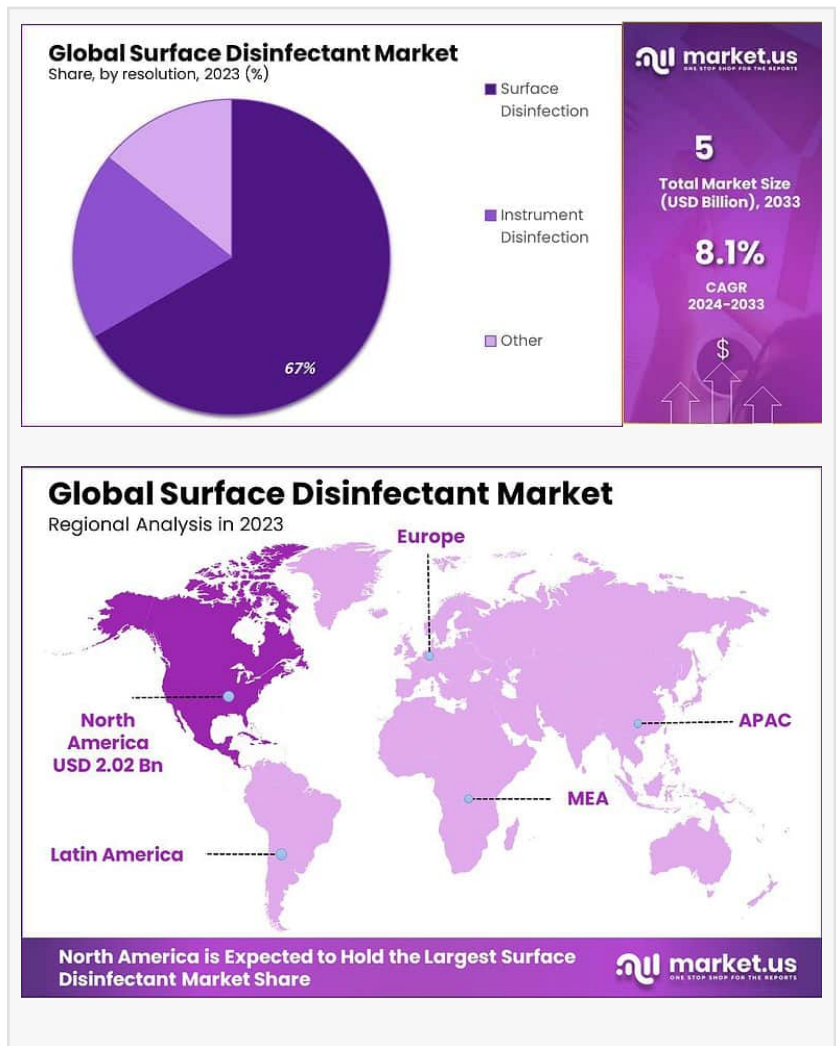 Global Surface Disinfectant Market
Share, by resolution, 2023 (%)
67%
Surface
Disinfection
Instrument
Disinfection
Other
market.us
ONE STOP SHOP FOR THE REPORTS
5
Total Market Size
(USD Billion), 2033
8.1%
CAGR
2024-2033
$
Global Surface Disinfectant Market
Regional Analysis in 2023
Europe
North
America
USD 2.02 Bn
APAC
MEA
Latin America
North America is Expected to Hold the Largest Surface
Disinfectant Market Share
market.us
ONE STOP SHOP FOR THE REPORTS